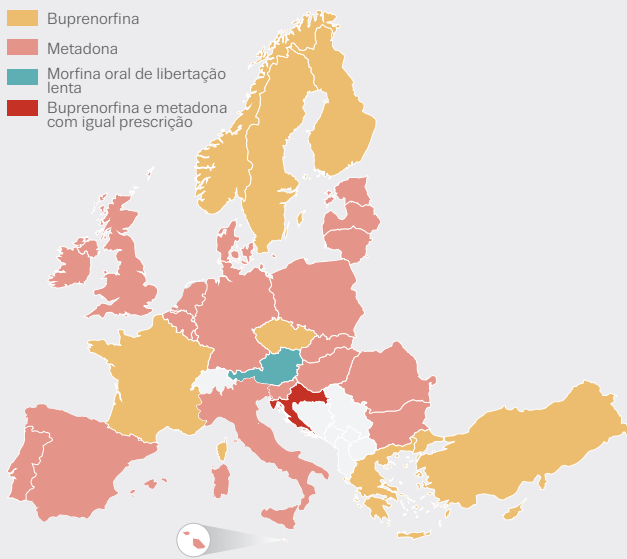 Buprenorfina
Metadona
Morfina oral de libertação
lenta
Buprenorfina e metadona
com igual prescrição